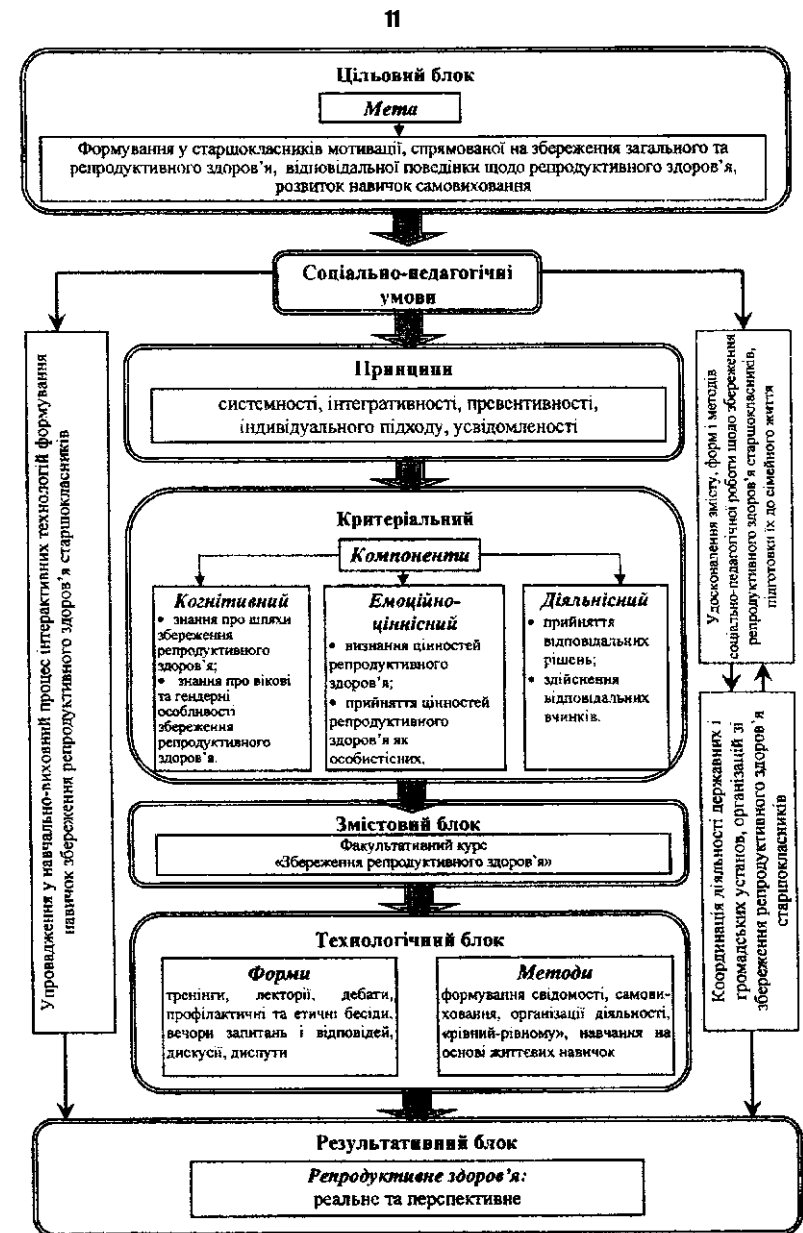 11
Цільовий блок
Мета
Формування у старшокласників мотивації, спрямованої на збереження загального та
репродуктивного здоров’я, відповідальної поведінки щодо репродуктивного здоров’я,
розвиток навичок самовиховання
Соціально-педагогічні
умови
Принципи
системності, інтегративності, превентивності,
індивідуального підходу, усвідомленості
Критеріальний
Компоненти
Когнітивний
• знання про шляхи
збереження
репродуктивного
здоров’я;
• знання про вікові
та гендерні
особливості
збереження
репродуктивного
здоров’я.
Емоційно-
ціннісний
• визнання цінностей
репродуктивного
здоров’я;
• прийняття цінностей
репродуктивного
здоров’я як
особистісних.
Діяльнісний
• прийняття
відповідальних
рішень;
• здійснення
відповідальних
вчинків.
Змістовий блок
Факультативний курс
«Збереження репродуктивного здоров’я»
Технологічний блок
Форми
тренінги, лекторії, дебати,
профілактичні та етичні бесіди,
вечори запитань і відповідей,
дискусії, диспути
Методи
формування свідомості, самови-
ховання, організації діяльності,
«рівний-рівному», навчання на
основі життєвих навичок
Результативний блок
Репродуктивне здоров’я:
реальне та перспективне
Упровадження у навчально-виховний процес інтерактивних технологій формування
навичок збереження репродуктивного здоров’я старшокласників
Удосконалення змісту, форм і методів
соціально-педагогічної роботи щодо збереження
репродуктивного здоров’я старшокласників,
підготовки їх до сімейного життя
Координація діяльності державних і
громадських установ, організацій зі
збереження репродуктивного здоров’я
старшокласників